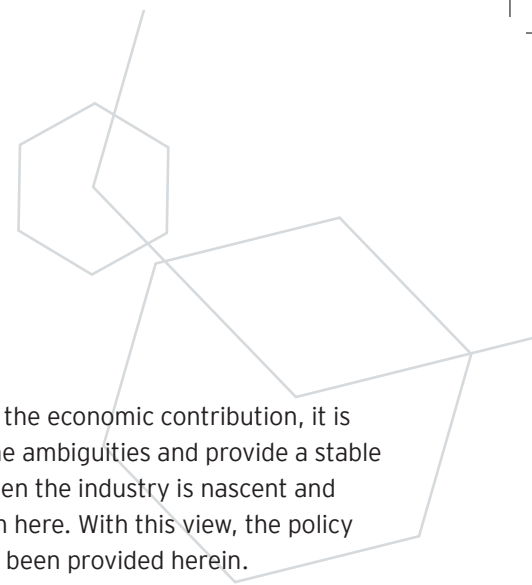 the economic contribution, it is
ne ambiguities and provide a stable
en the industry is nascent and
n here. With this view, the policy
been provided herein.